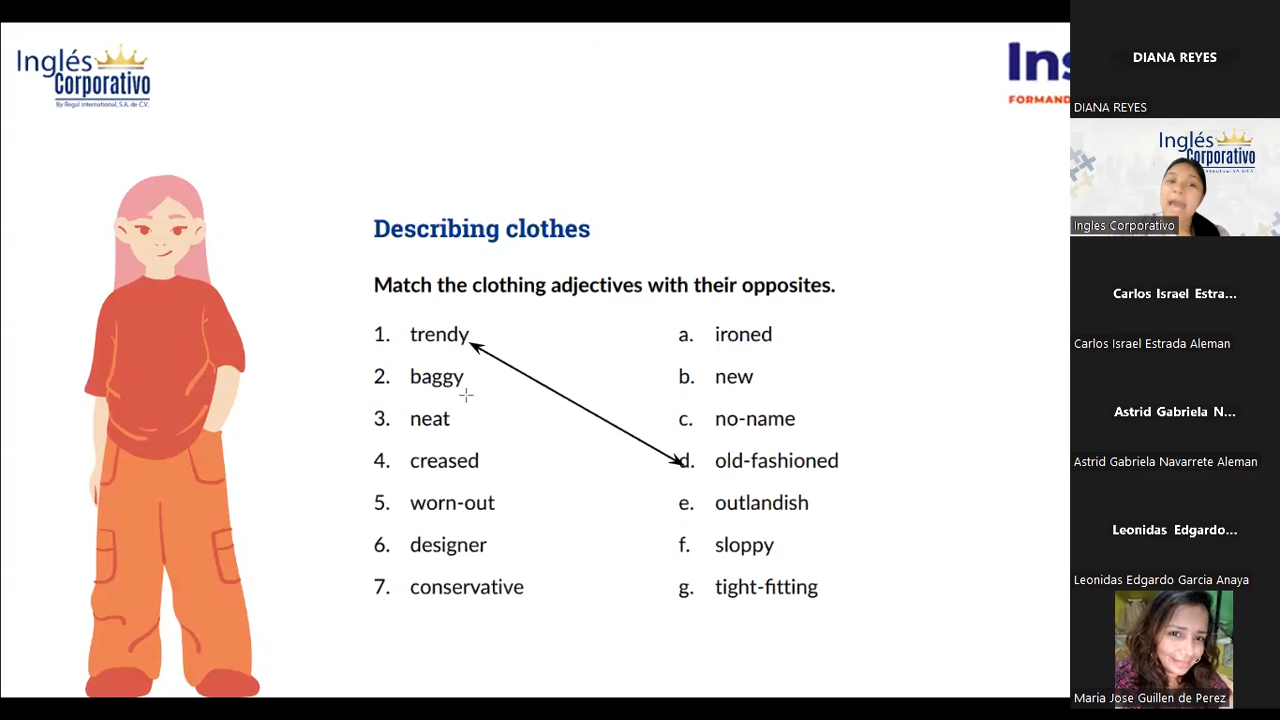 Inglés
Corporativo
By Regal International, S.A. de C.V.
Ins
FORMAND
Describing clothes
Match the clothing adjectives with their opposites.
1. trendy
2. baggy
3. neat
4. creased
5. worn-out
6. designer
7. conservative
a. ironed
b. new
c. no-name
d. old-fashioned
e. outlandish
f. sloppy
g. tight-fitting
DIANA REYES
DIANA REYES
Inglés
Corporativo
Ingles Corporativo
Carlos Israel Estra...
Carlos Israel Estrada Aleman
Astrid Gabriela N...
Astrid Gabriela Navarrete Aleman
Leonidas Edgardo...
Leonidas Edgardo Garcia Anaya
Maria Jose Guillen de Perez